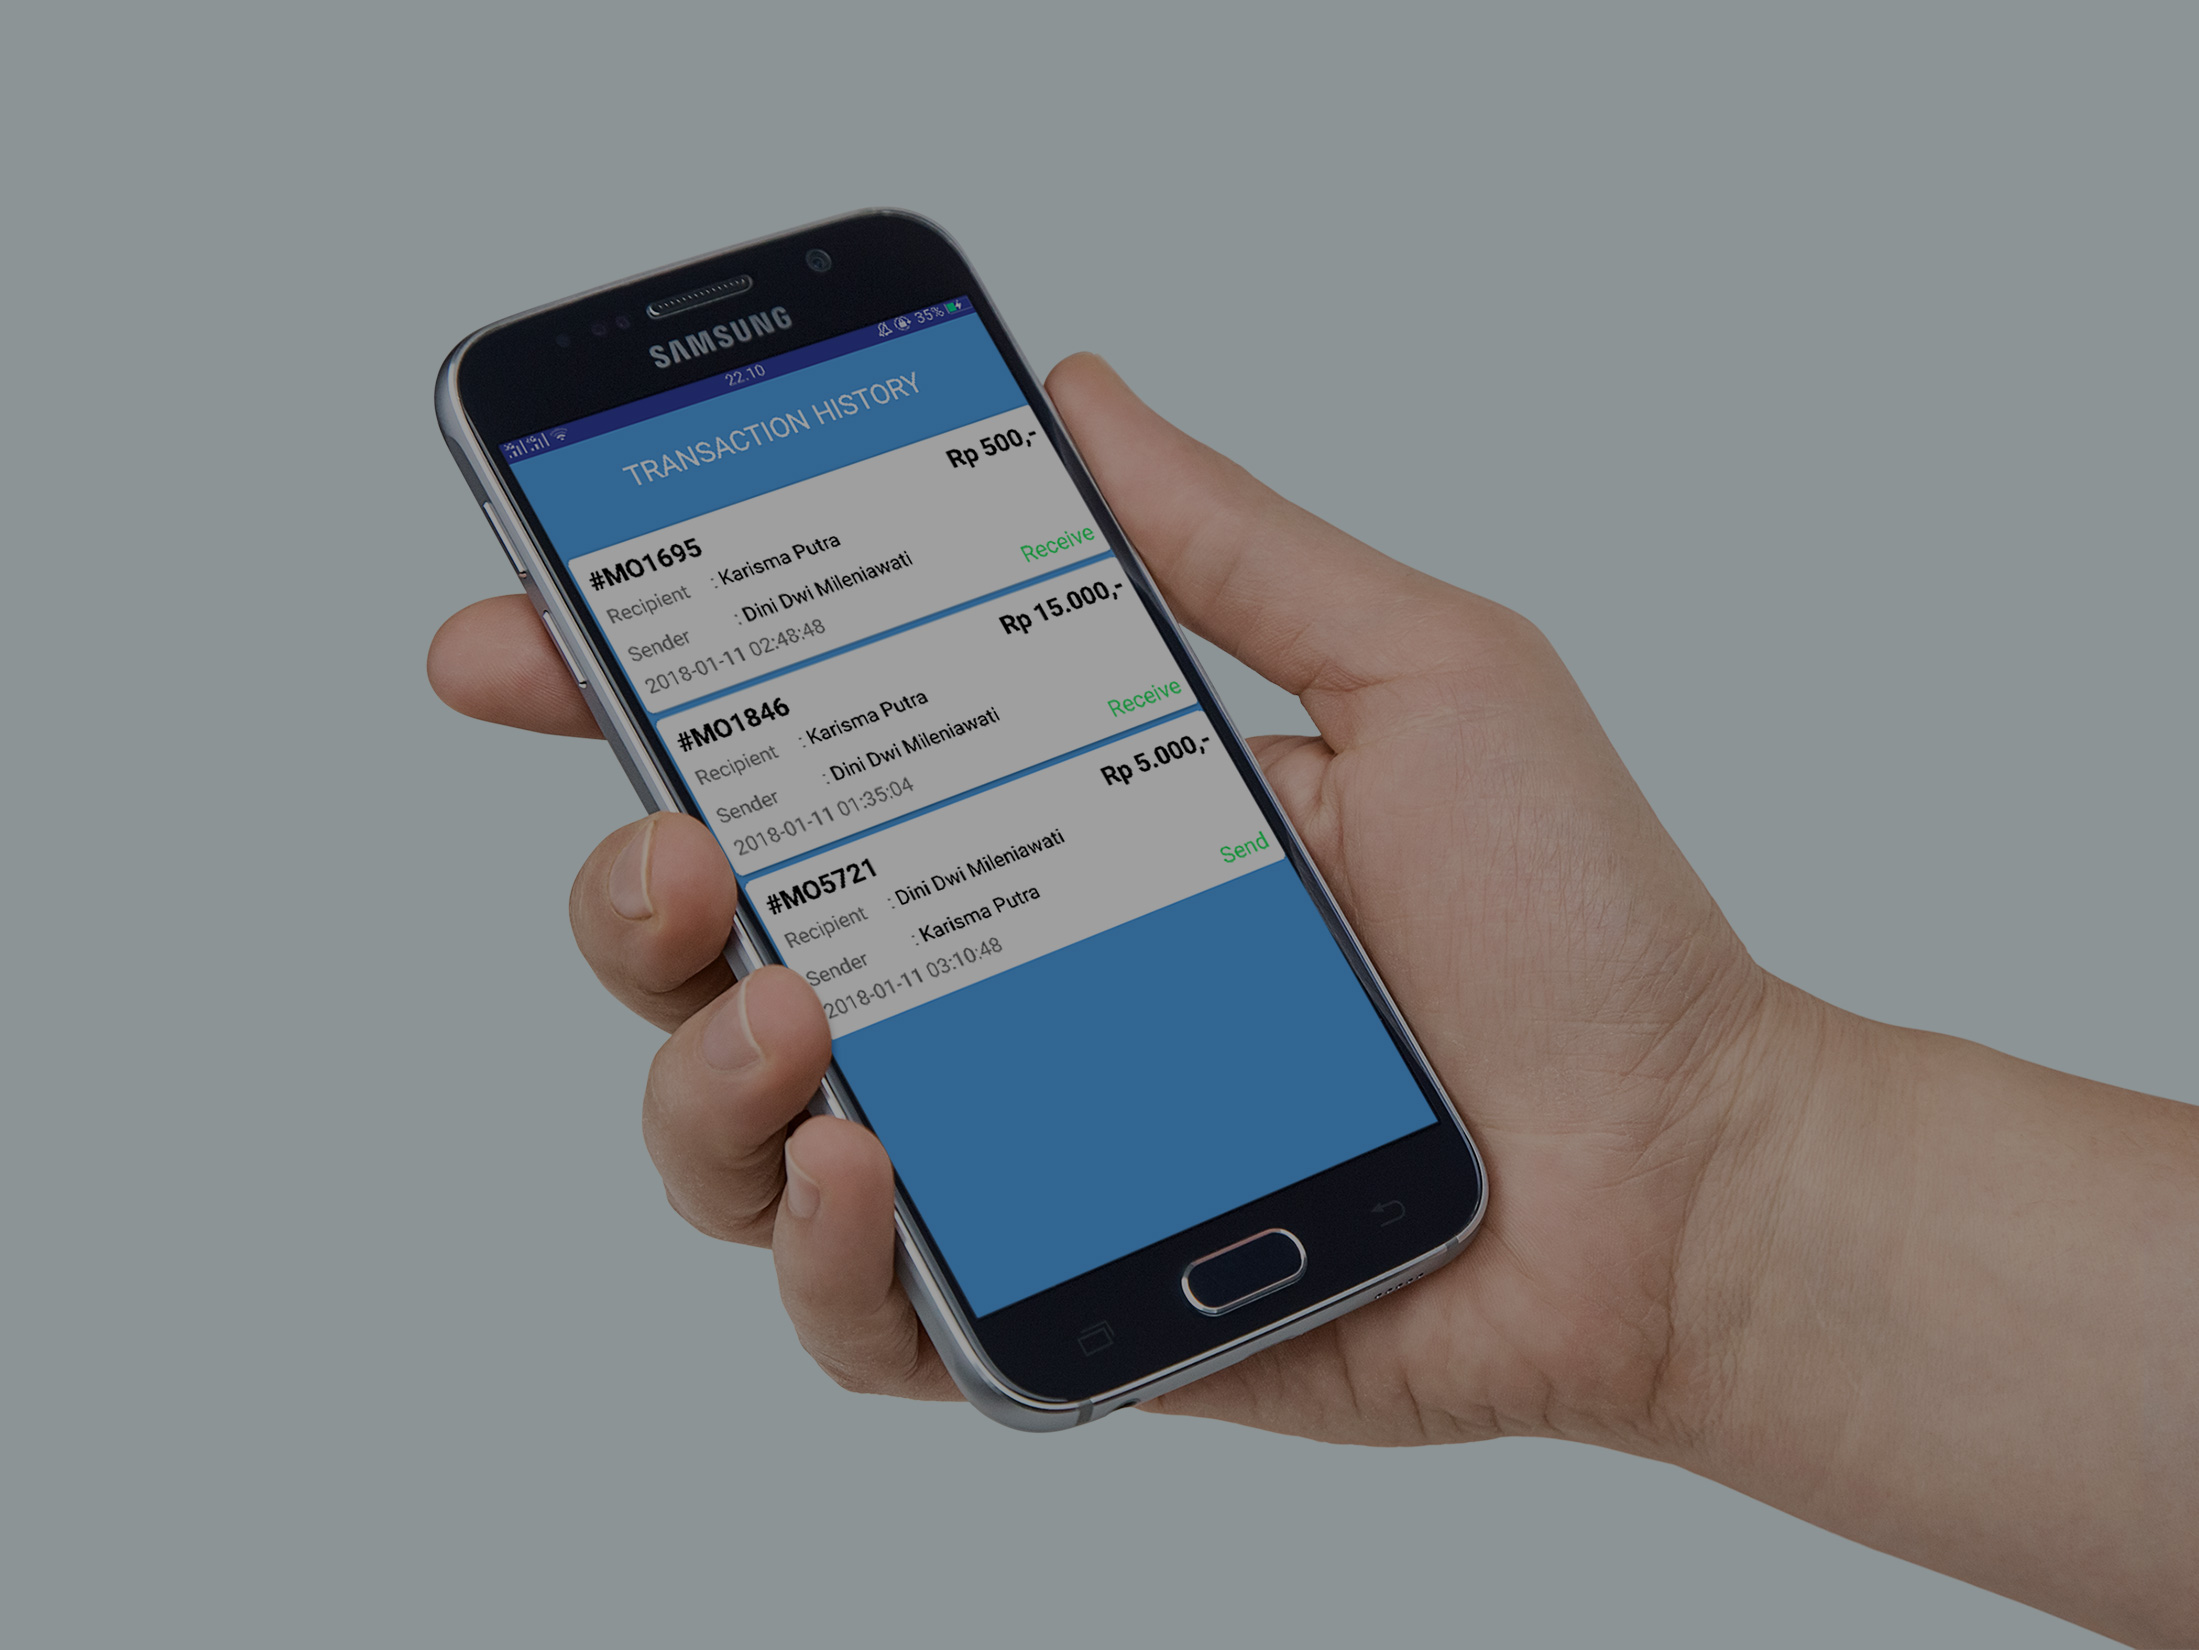 SAMSUNG
22.10
35%
TRANSACTION HISTORY
Rp 500,-
#MO1695
Recipient : Karisma Putra
Sender : Dini Dwi Mileniawati
2018-01-11 02:48:48
Receive
Rp 15.000,-
#MO1846
Recipient : Karisma Putra
Sender : Dini Dwi Mileniawati
2018-01-11 01:35:04
Receive
Rp 5.000,-
#MO5721
Recipient : Dini Dwi Mileniawati
Sender : Karisma Putra
2018-01-11 03:10:48
Send